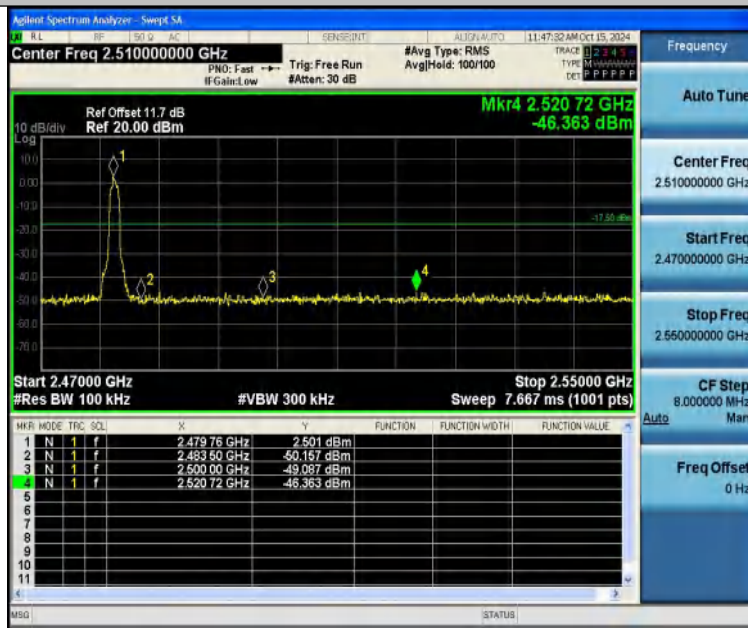 Agilent Spectrum Analyzer - Swept SA
RL RF 50 Ω AC SENSE:INT ALIGN AUTO 11:47:32 AM Oct 15, 2024
Center Freq 2.510000000 GHz
PNO: Fast
IFGain:Low
Trig: Free Run
#Atten: 30 dB
#Avg Type: RMS
Avg|Hold: 100/100
TRACE 1 2 3 4 5
TYPE M
DET P P P P P P
Ref Offset 11.7 dB
10 dB/div Ref 20.00 dBm
Log
Mkr4 2.520 72 GHz
-46.363 dBm
10.0
0.00
-10.0
-20.0
-30.0
-40.0
-50.0
-60.0
-70.0
-17.50 dBm
1
2
3
4
Start 2.47000 GHz Stop 2.55000 GHz
#Res BW 100 kHz #VBW 300 kHz Sweep 7.667 ms (1001 pts)
MKR MODE TRC SCL X Y FUNCTION FUNCTION WIDTH FUNCTION VALUE
1 N 1 f 2.479 76 GHz 2.501 dBm
2 N 1 f 2.483 50 GHz -50.157 dBm
3 N 1 f 2.500 00 GHz -49.087 dBm
4 N 1 f 2.520 72 GHz -46.363 dBm
5
6
7
8
9
10
11
MSG STATUS
Frequency
Auto Tune
Center Freq
2.510000000 GHz
Start Freq
2.470000000 GHz
Stop Freq
2.550000000 GHz
CF Step
8.000000 MHz
Auto Man
Freq Offset
0 Hz